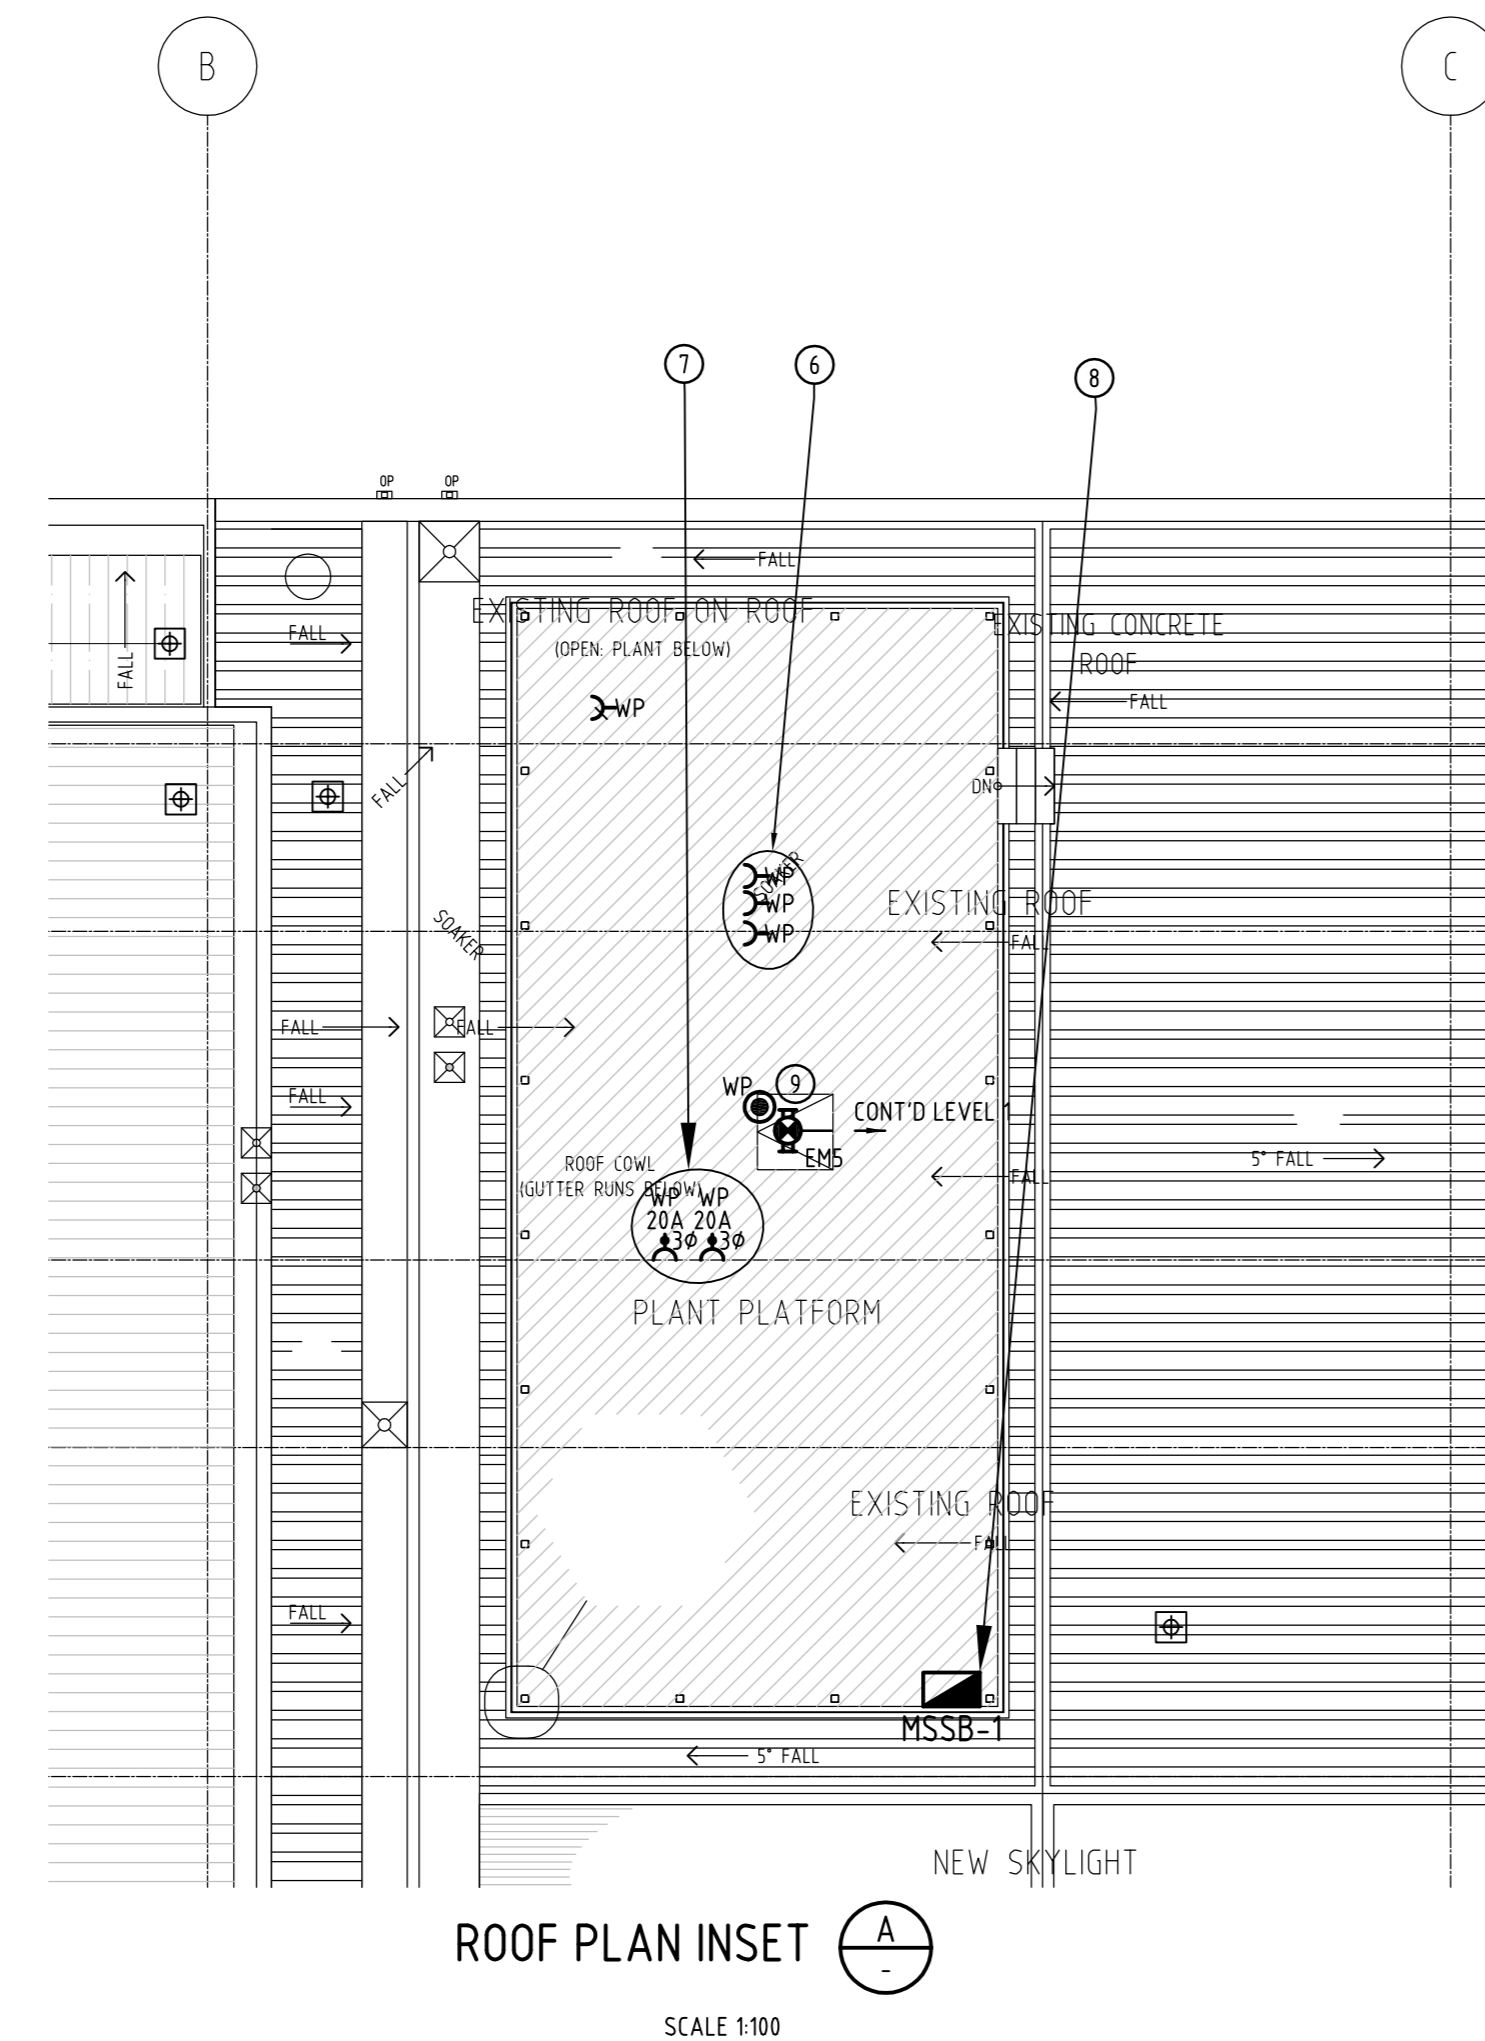 B
C
7
6
8
OP
OP
FALL
EXISTING ROOF ON ROOF
(OPEN: PLANT BELOW)
EXISTING CONCRETE
ROOF
FALL
FALL
FALL
WP
DN
FALL
SOAKER
WP
WP
WP
SOAKER
EXISTING ROOF
FALL
FALL
FALL
FALL
WP
9
CONT'D LEVEL 1
EM5
ROOF COWL
(GUTTER RUNS BELOW)
FALL
5° FALL
WP WP
20A 20A
3Ø 3Ø
PLANT PLATFORM
EXISTING ROOF
FALL
FALL
MSSB-1
5° FALL
NEW SKYLIGHT
ROOF PLAN INSET
A
-
SCALE 1:100